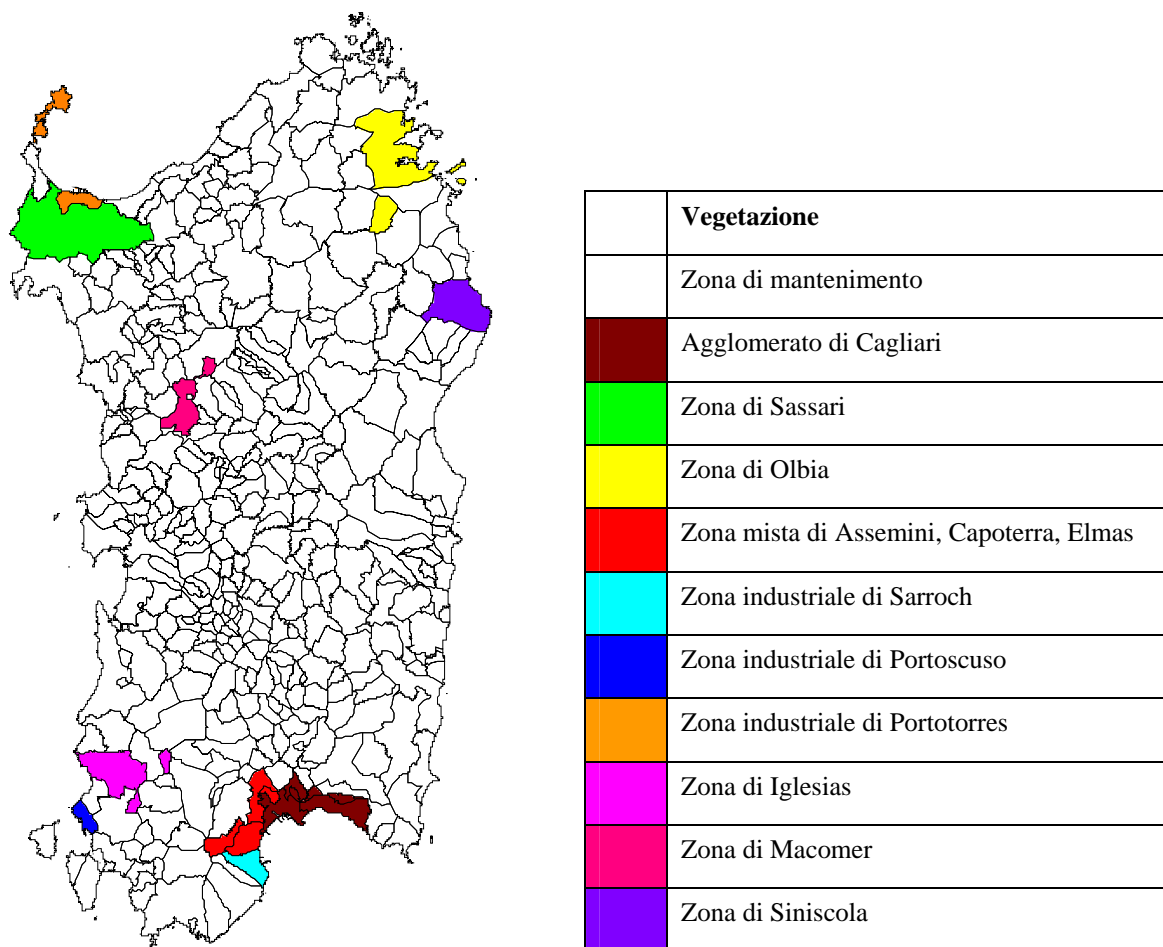 Vegetazione
Zona di mantenimento
Agglomerato di Cagliari
Zona di Sassari
Zona di Olbia
Zona mista di Assemini, Capoterra, Elmas
Zona industriale di Sarroch
Zona industriale di Portoscuso
Zona industriale di Portotorres
Zona di Iglesias
Zona di Macomer
Zona di Siniscola